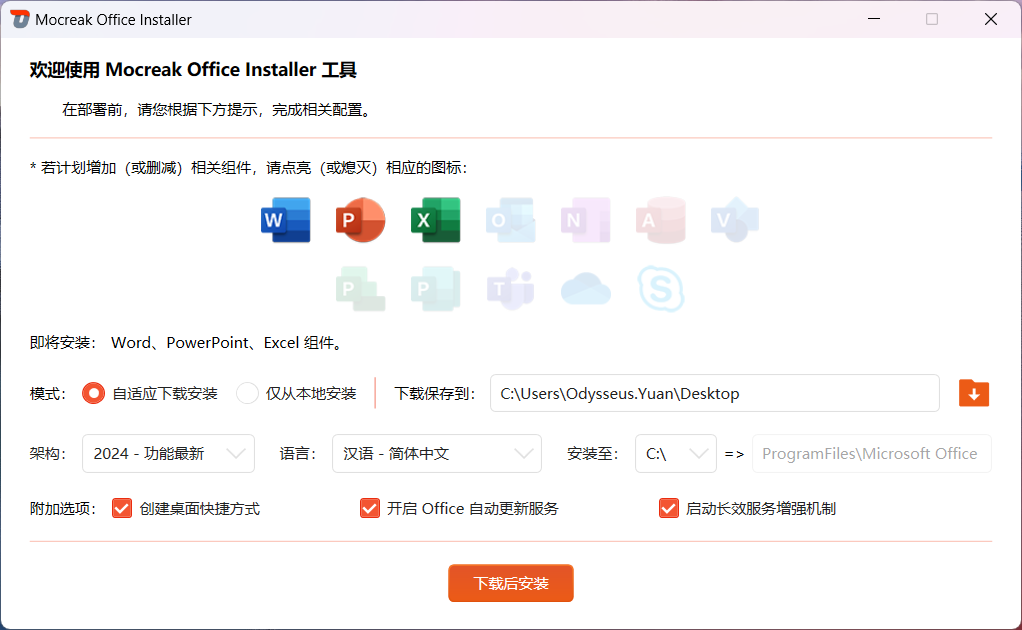 Mocreak Office Installer
欢迎使用 Mocreak Office Installer 工具
在部署前，请您根据下方提示，完成相关配置。
* 若计划增加（或删减）相关组件，请点亮（或熄灭）相应的图标：
W P X O N A V
P P T S
即将安装： Word、PowerPoint、Excel 组件。
模式： 自适应下载安装 仅从本地安装 下载保存到： C:\Users\Odysseus.Yuan\Desktop
架构： 2024 - 功能最新 语言： 汉语 - 简体中文 安装至： C:\ => ProgramFiles\Microsoft Office
附加选项： 创建桌面快捷方式 开启 Office 自动更新服务 启动长效服务增强机制
下载后安装